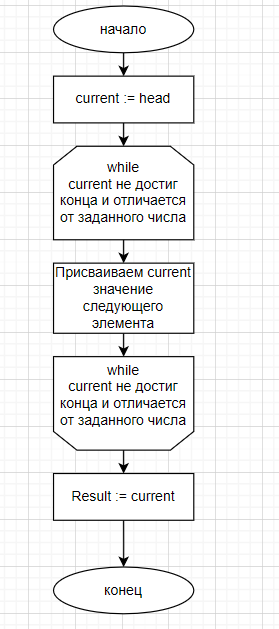 начало
current := head
while
current не достиг
конца и отличается
от заданного числа
Присваиваем current
значение
следующего
элемента
while
current не достиг
конца и отличается
от заданного числа
Result := current
конец